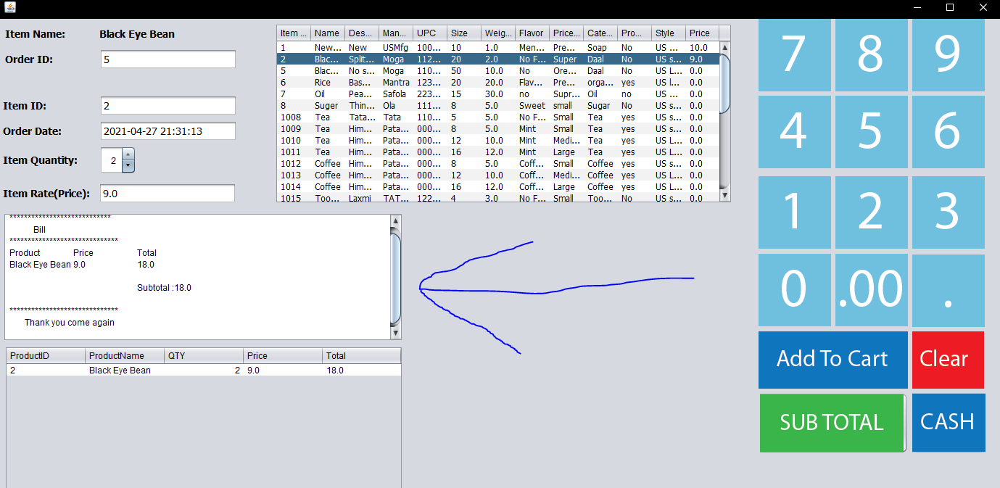 Item Name: Black Eye Bean
Order ID: 5
Item ID: 2
Order Date: 2021-04-27 21:31:13
Item Quantity: 2
Item Rate(Price): 9.0
Item ... Name Des... Man... UPC Size Weig... Flavor Price... Cate... Pro... Style Price
1 New... New USMfg 100... 10 1.0 Men... Pre... Soap No US ... 10.0
2 Blac... Split... Moga 112... 20 2.0 No F... Super Daal No US s... 9.0
5 Blac... No s... Moga 110... 50 10.0 No Ore... Daal No US L... 0.0
6 Rice Bas... Mantra 123... 20 20.0 Flav... Pre... orga... yes US l... 0.0
7 Oil Pea... Safola 223... 15 30.0 no Supr... Oil no US ... 0.0
8 Suger Thin... Ola 111... 8 5.0 Sweet small Sugar No US s... 0.0
1008 Tea Tata... Tata 110... 5 5.0 No F... Small Tea yes US s... 0.0
1009 Tea Him... Pata... 000... 8 5.0 Mint Small Tea yes US s... 0.0
1010 Tea Him... Pata... 000... 12 10.0 Mint Medi... Tea yes US s... 0.0
1011 Tea Him... Pata... 000... 16 12.0 Mint Large Tea yes US L... 0.0
1012 Coffee Him... Pata... 000... 8 5.0 Coff... Small Coffee yes US s... 0.0
1013 Coffee Him... Pata... 000... 12 10.0 Coff... Medi... Coffee yes US L... 0.0
1014 Coffee Him... Pata... 000... 16 12.0 Coff... Large Coffee yes US s... 0.0
1015 Too... Laxmi TAT... 122... 4 3.0 No F... Small Too... No US s... 0.0
****************************
Bill
******************************
Product Price Total
Black Eye Bean 9.0 18.0
Subtotal :18.0
******************************
Thank you come again
ProductID ProductName QTY Price Total
2 Black Eye Bean 2 9.0 18.0
7 8 9
4 5 6
1 2 3
0 .00 .
Add To Cart Clear
SUB TOTAL CASH